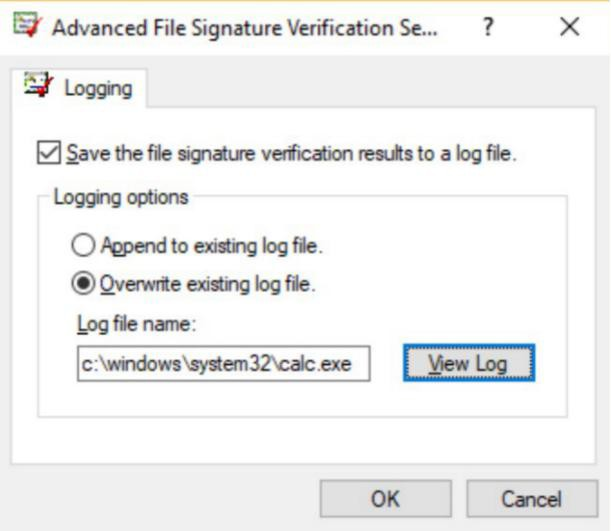 Advanced File Signature Verification Se... ?
Logging
Save the file signature verification results to a log file.
Logging options
Append to existing log file.
Overwrite existing log file.
Log file name:
c:\windows\system32\calc.exe View Log
OK Cancel